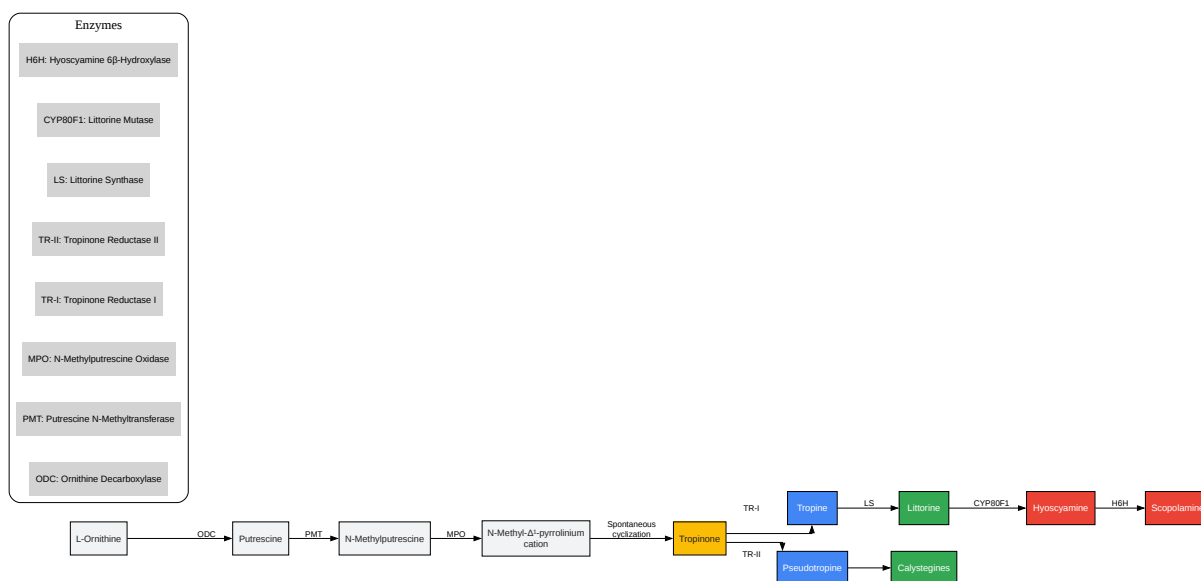 Enzymes
H6H: Hyoscyamine 6β-Hydroxylase
CYP80F1: Littorine Mutase
LS: Littorine Synthase
TR-II: Tropinone Reductase II
TR-I: Tropinone Reductase I
MPO: N-Methylputrescine Oxidase
PMT: Putrescine N-Methyltransferase
ODC: Ornithine Decarboxylase
L-Ornithine
ODC
Putrescine
PMT
N-Methylputrescine
MPO
N-Methyl-Δ¹-pyrrolinium
cation
Spontaneous
cyclization
Tropinone
TR-I
Tropine
LS
Littorine
CYP80F1
Hyoscyamine
H6H
Scopolamine
TR-II
Pseudotropine
Calystegines